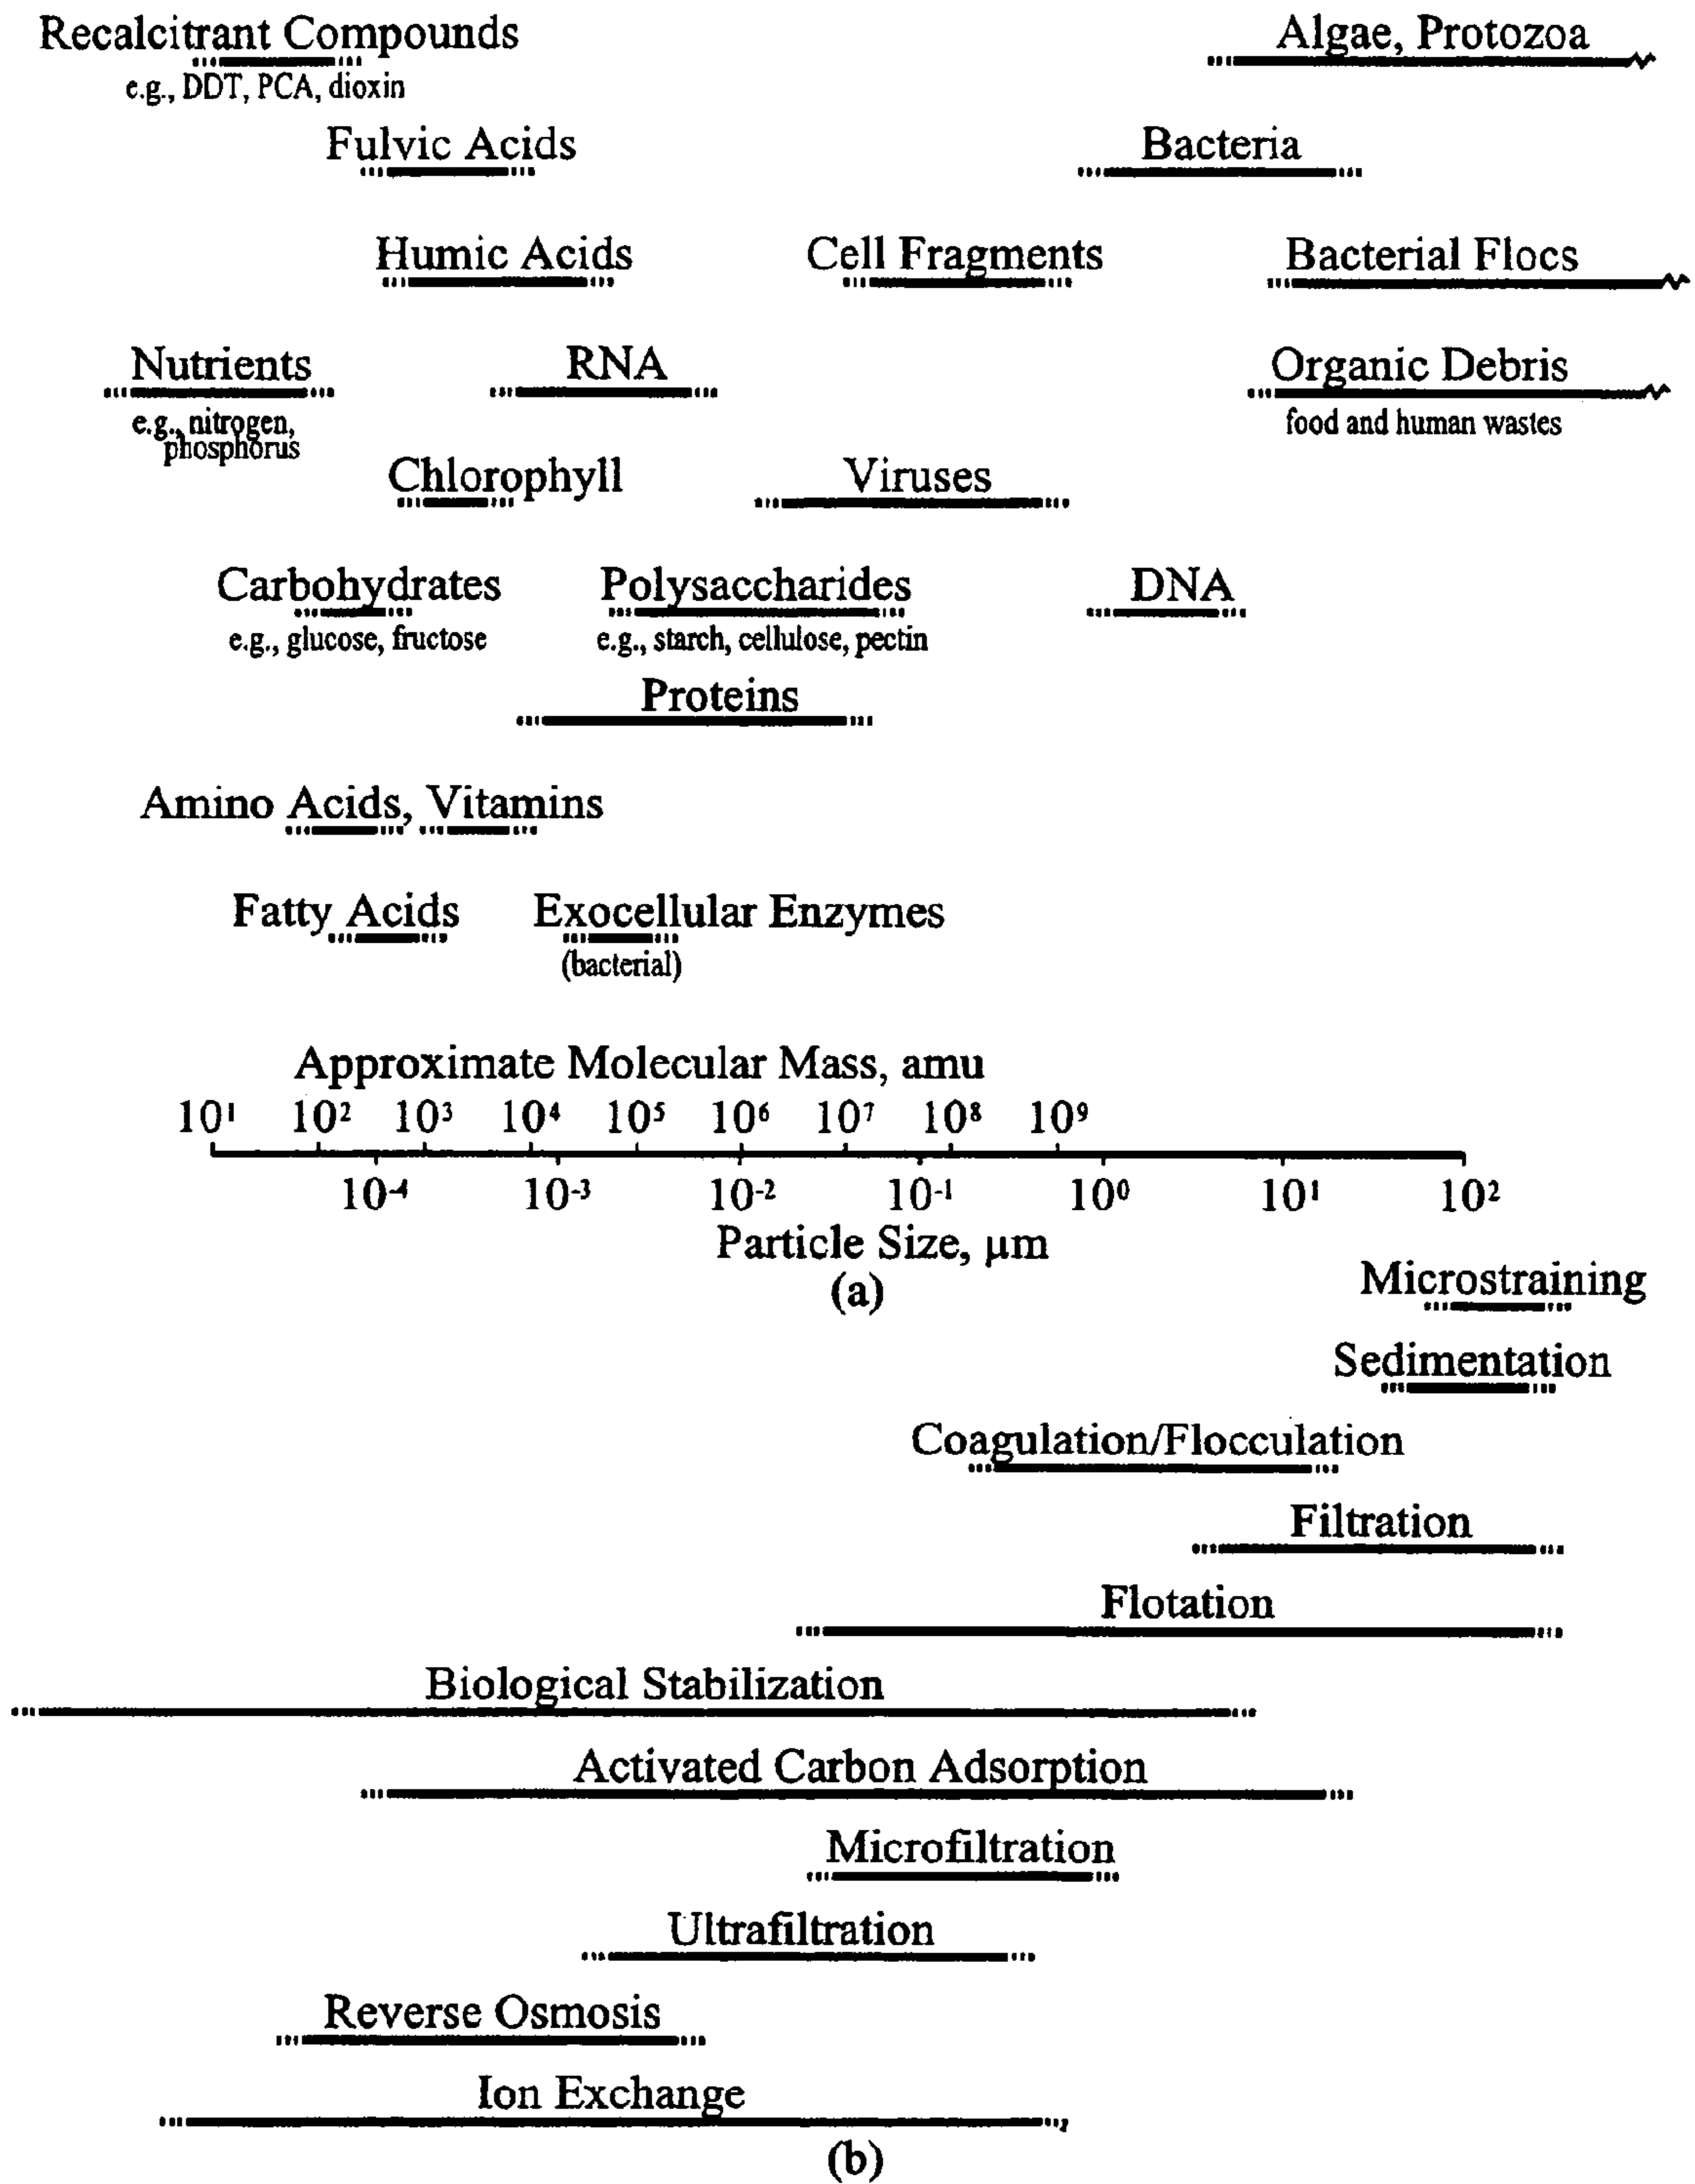 Recalcitrant Compounds
e.g., DDT, PCA, dioxin
Algae, Protozoa
Fulvic Acids
Bacteria
Humic Acids
Cell Fragments
Bacterial Flocs
Nutrients
e.g., nitrogen,
phosphorus
RNA
Organic Debris
food and human wastes
Chlorophyll
Viruses
Carbohydrates
e.g., glucose, fructose
Polysaccharides
e.g., starch, cellulose, pectin
DNA
Proteins
Amino Acids, Vitamins
Fatty Acids
Exocellular Enzymes
(bacterial)
Approximate Molecular Mass, amu
10¹ 10² 10³ 10⁴ 10⁵ 10⁶ 10⁷ 10⁸ 10⁹
10⁻⁴ 10⁻³ 10⁻² 10⁻¹ 10⁰ 10¹ 10²
Particle Size, μm
(a)
Microstraining
Sedimentation
Coagulation/Flocculation
Filtration
Flotation
Biological Stabilization
Activated Carbon Adsorption
Microfiltration
Ultrafiltration
Reverse Osmosis
Ion Exchange
(b)